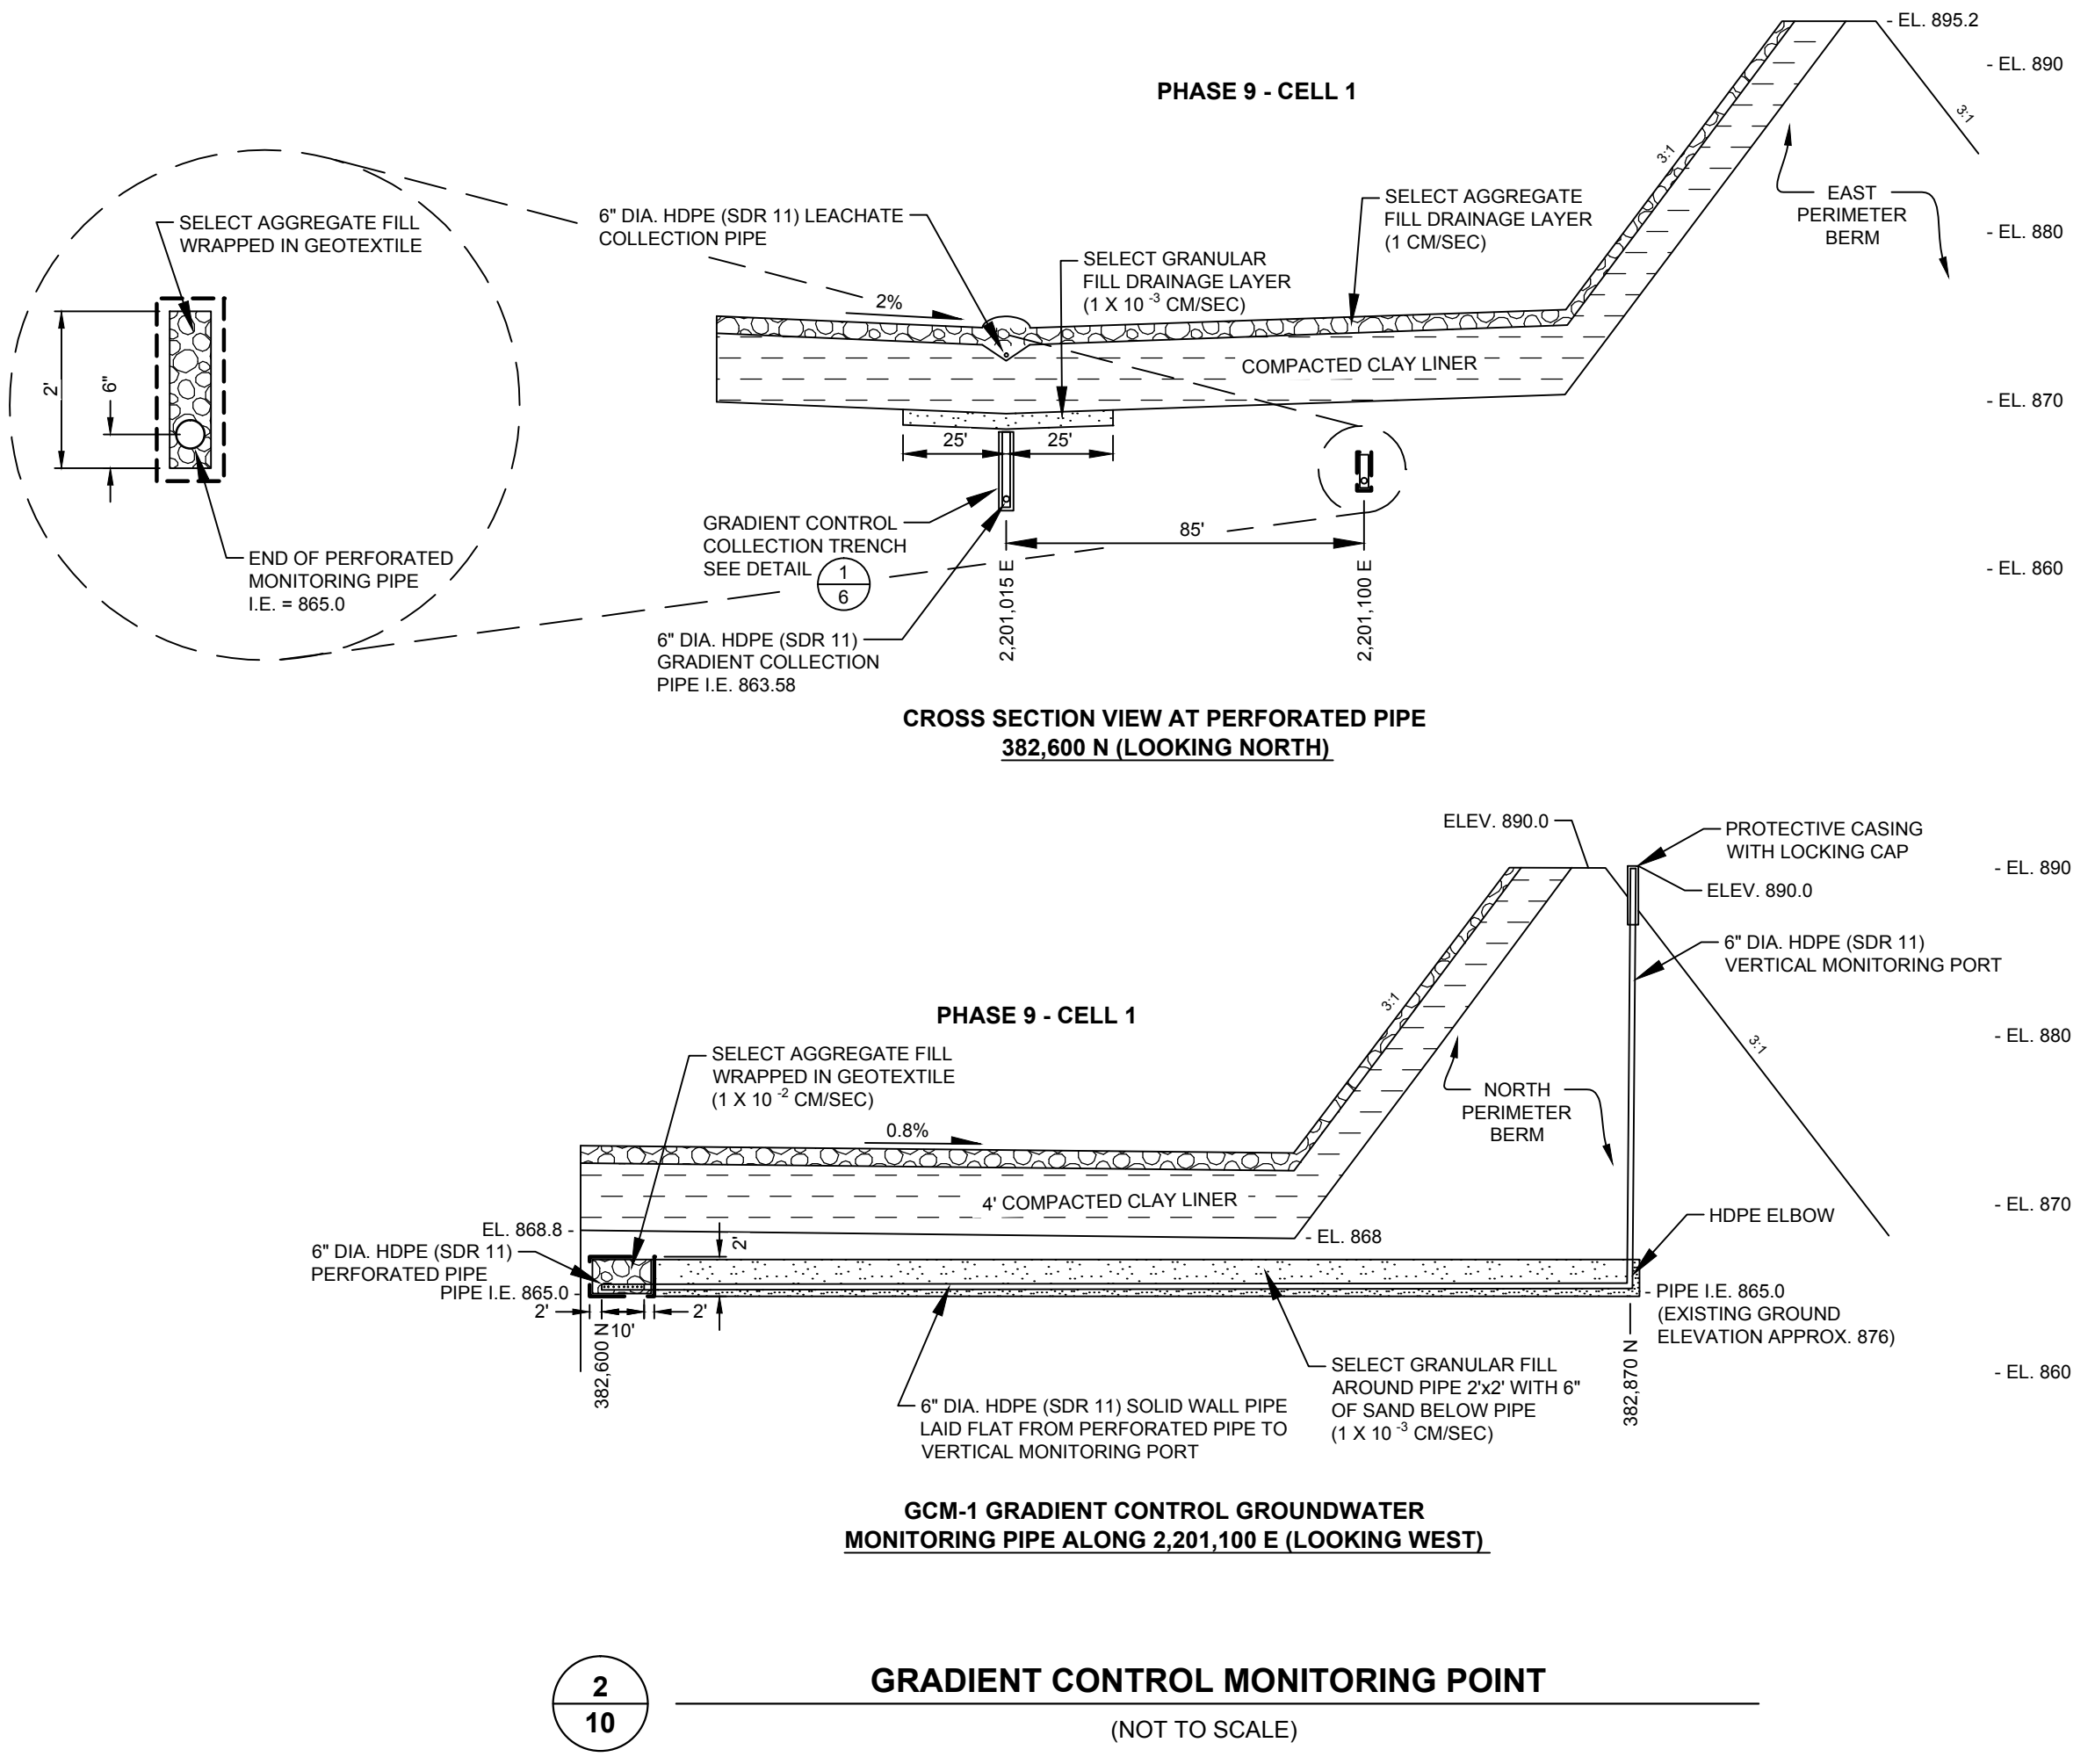 - EL. 895.2
- EL. 890
PHASE 9 - CELL 1
3:1
3:1
SELECT AGGREGATE FILL
WRAPPED IN GEOTEXTILE
6" DIA. HDPE (SDR 11) LEACHATE
COLLECTION PIPE
SELECT AGGREGATE
FILL DRAINAGE LAYER
(1 CM/SEC)
EAST
PERIMETER
BERM
- EL. 880
SELECT GRANULAR
FILL DRAINAGE LAYER
(1 X 10 -3 CM/SEC)
2%
COMPACTED CLAY LINER
2'
6"
- EL. 870
25'
25'
GRADIENT CONTROL
COLLECTION TRENCH
SEE DETAIL
1
6
85'
END OF PERFORATED
MONITORING PIPE
I.E. = 865.0
- EL. 860
2,201,015 E
2,201,100 E
6" DIA. HDPE (SDR 11)
GRADIENT COLLECTION
PIPE I.E. 863.58
CROSS SECTION VIEW AT PERFORATED PIPE
382,600 N (LOOKING NORTH)
ELEV. 890.0
PROTECTIVE CASING
WITH LOCKING CAP
- EL. 890
ELEV. 890.0
6" DIA. HDPE (SDR 11)
VERTICAL MONITORING PORT
PHASE 9 - CELL 1
3:1
3:1
- EL. 880
SELECT AGGREGATE FILL
WRAPPED IN GEOTEXTILE
(1 X 10 -2 CM/SEC)
NORTH
PERIMETER
BERM
0.8%
4' COMPACTED CLAY LINER
- EL. 870
HDPE ELBOW
EL. 868.8 -
- EL. 868
2'
6" DIA. HDPE (SDR 11)
PERFORATED PIPE
PIPE I.E. 865.0 -
- PIPE I.E. 865.0
(EXISTING GROUND
ELEVATION APPROX. 876)
2'
10'
2'
382,600 N
382,870 N
SELECT GRANULAR FILL
AROUND PIPE 2'x2' WITH 6"
OF SAND BELOW PIPE
(1 X 10 -3 CM/SEC)
- EL. 860
6" DIA. HDPE (SDR 11) SOLID WALL PIPE
LAID FLAT FROM PERFORATED PIPE TO
VERTICAL MONITORING PORT
GCM-1 GRADIENT CONTROL GROUNDWATER
MONITORING PIPE ALONG 2,201,100 E (LOOKING WEST)
2
10
GRADIENT CONTROL MONITORING POINT
(NOT TO SCALE)